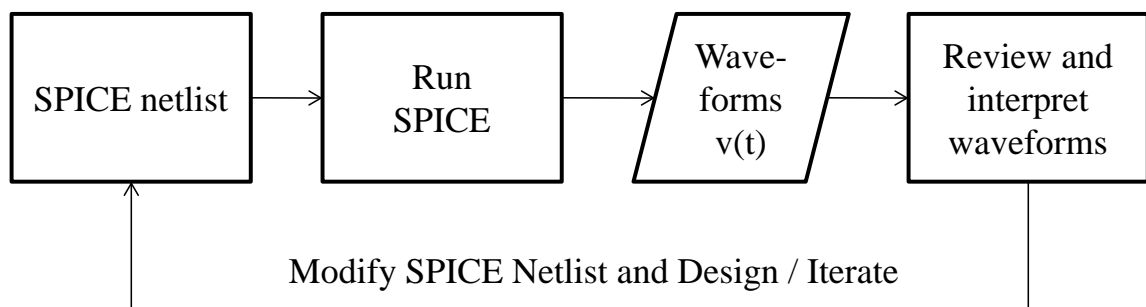 SPICE netlist
Run
SPICE
Wave-
forms
v(t)
Review and
interpret
waveforms
Modify SPICE Netlist and Design / Iterate